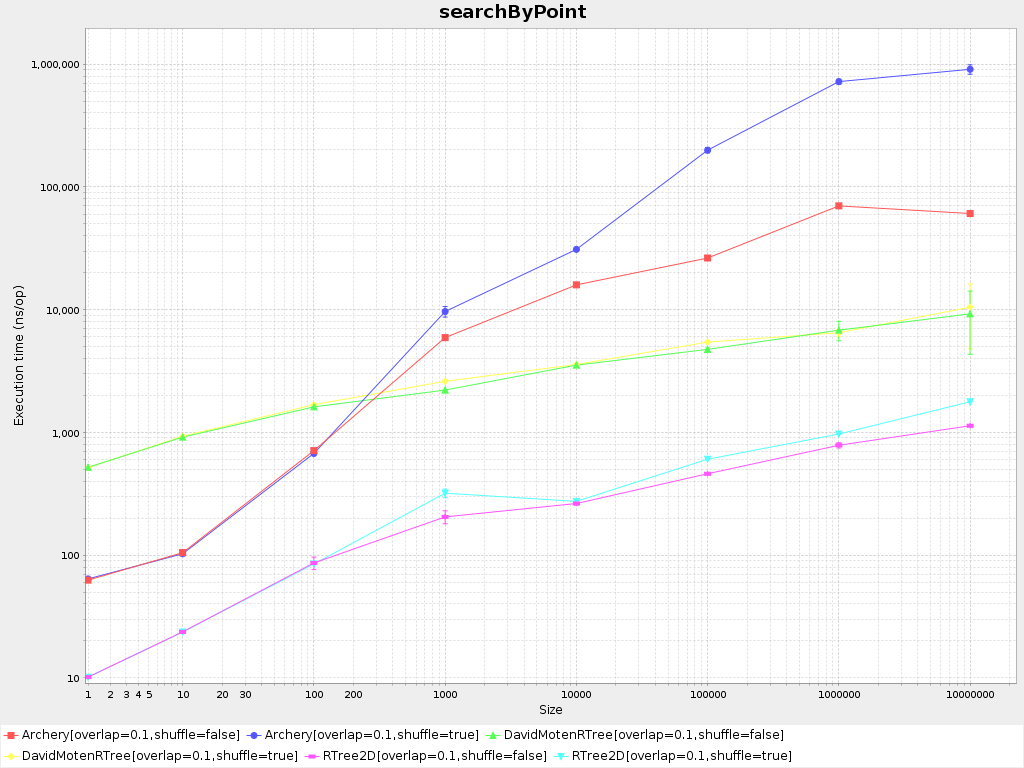 searchByPoint
1,000,000
100,000
10,000
1,000
100
10
Execution time (ns/op)
1 2 3 4 5 10 20 30 100 200 1000 10000 100000 1000000 10000000
Size
Archery[overlap=0.1,shuffle=false] Archery[overlap=0.1,shuffle=true] DavidMotenRTree[overlap=0.1,shuffle=false]
DavidMotenRTree[overlap=0.1,shuffle=true] RTree2D[overlap=0.1,shuffle=false] RTree2D[overlap=0.1,shuffle=true]